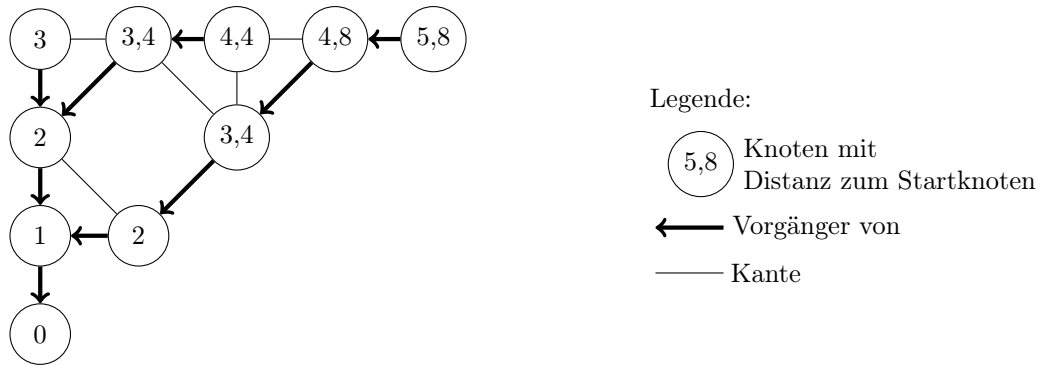 3 3,4 4,4 4,8 5,8
Legende:
2 3,4
5,8 Knoten mit
Distanz zum Startknoten
1 2
Vorgänger von
Kante
0